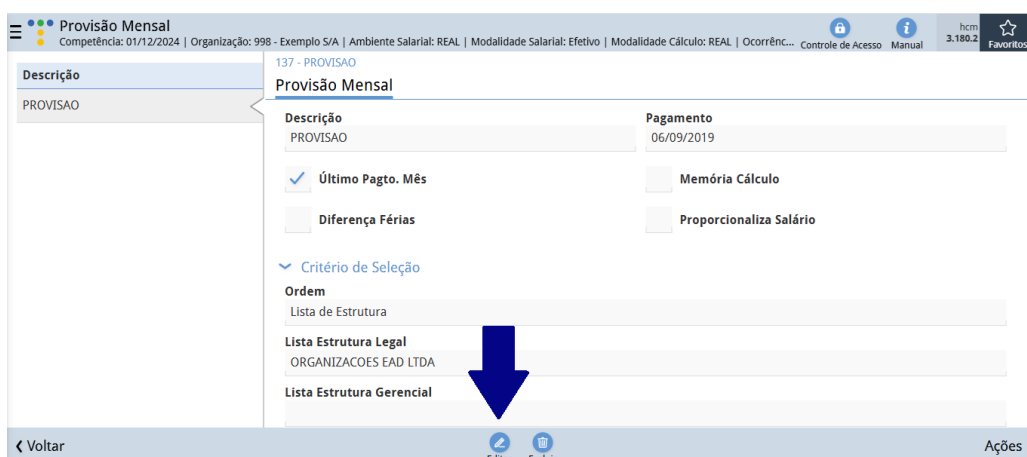 Provisão Mensal
Competência: 01/12/2024 | Organização: 998 - Exemplo S/A | Ambiente Salarial: REAL | Modalidade Salarial: Efetivo | Modalidade Cálculo: REAL | Ocorrênc...
Controle de Acesso
Manual
hcm
3.180.2
Favoritos
Descrição
PROVISAO
137 - PROVISAO
Provisão Mensal
Descrição
PROVISAO
Pagamento
06/09/2019
Último Pagto. Mês
Memória Cálculo
Diferença Férias
Proporcionaliza Salário
Critério de Seleção
Ordem
Lista de Estrutura
Lista Estrutura Legal
ORGANIZACOES EAD LTDA
Lista Estrutura Gerencial
Voltar
Ações